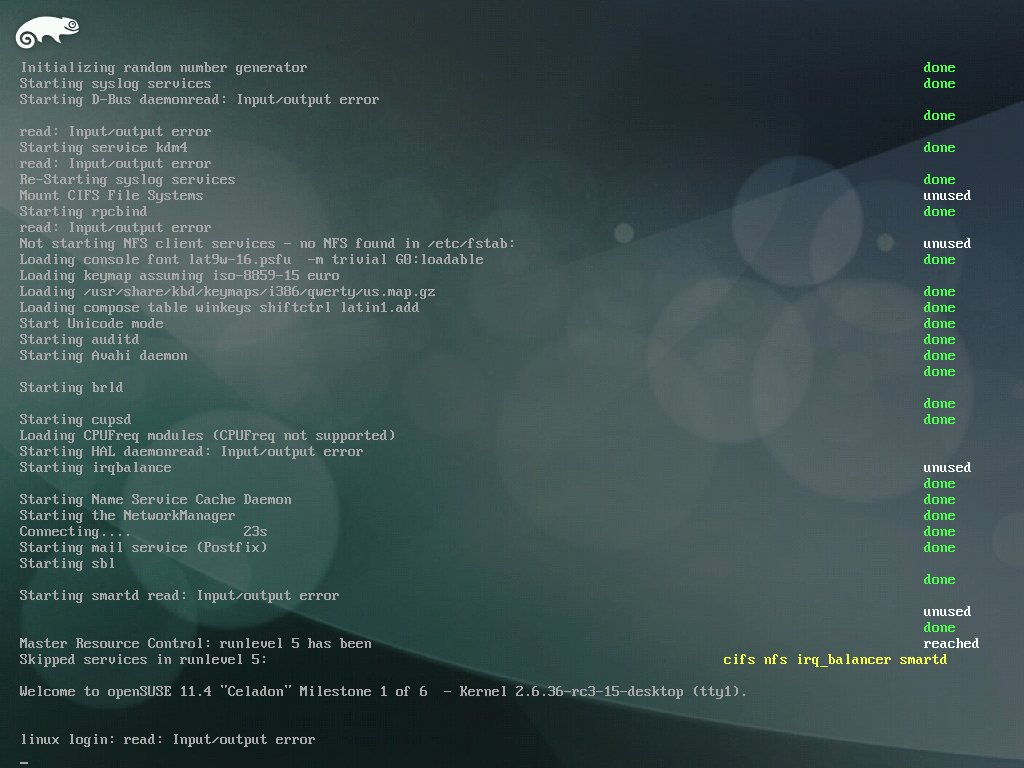 Initializing random number generator done
Starting syslog services done
Starting D-Bus daemonread: Input/output error
done
read: Input/output error
Starting service kdm4 done
read: Input/output error
Re-Starting syslog services done
Mount CIFS File Systems unused
Starting rpcbind done
read: Input/output error
Not starting NFS client services - no NFS found in /etc/fstab: unused
Loading console font lat9w-16.psfu  -m trivial G0:loadable done
Loading keymap assuming iso-8859-15 euro
Loading /usr/share/kbd/keymaps/i386/qwerty/us.map.gz done
Loading compose table winkeys shiftctrl latin1.add done
Start Unicode mode done
Starting auditd done
Starting Avahi daemon done
done
Starting brld
done
Starting cupsd done
Loading CPUFreq modules (CPUFreq not supported)
Starting HAL daemonread: Input/output error
Starting irqbalance unused
done
Starting Name Service Cache Daemon done
Starting the NetworkManager done
Connecting.... 23s done
Starting mail service (Postfix) done
Starting sbl
done
Starting smartd read: Input/output error
unused
done
Master Resource Control: runlevel 5 has been reached
Skipped services in runlevel 5: cifs nfs irq_balancer smartd
Welcome to openSUSE 11.4 "Celadon" Milestone 1 of 6  - Kernel 2.6.36-rc3-15-desktop (tty1).
linux login: read: Input/output error
_